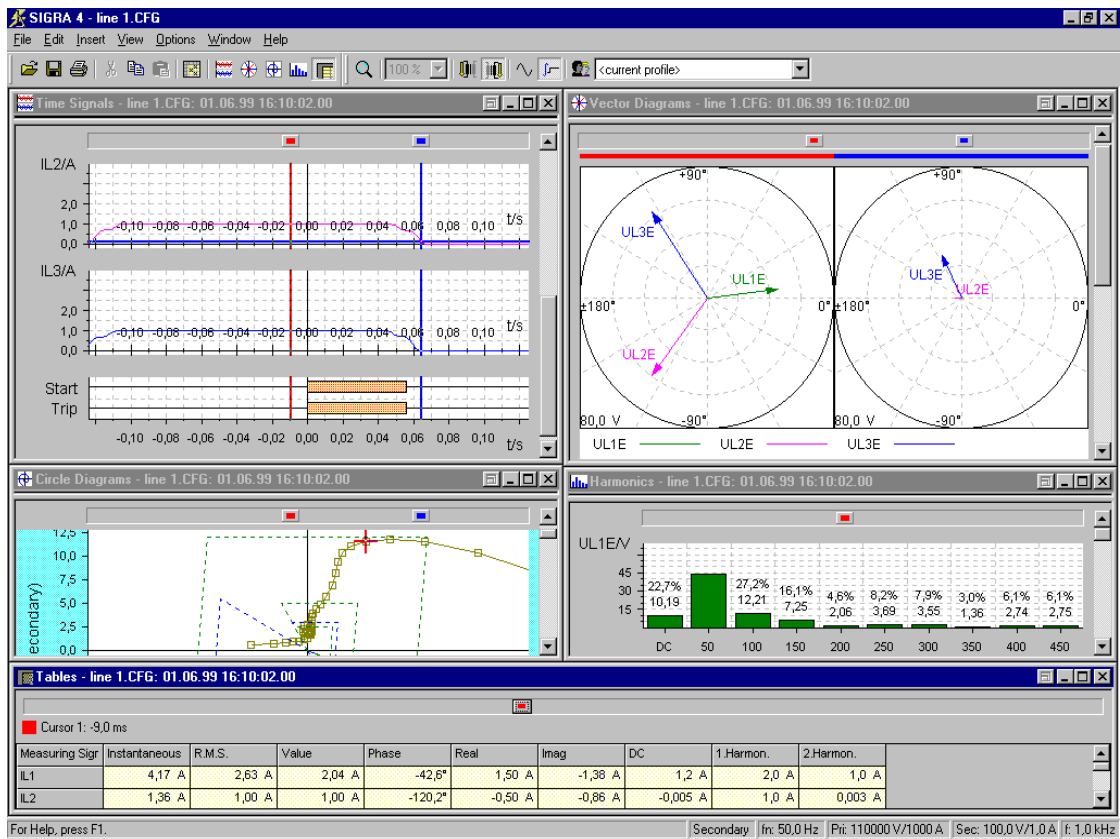 SIGRA 4 - line 1.CFG
File Edit Insert View Options Window Help
100 % <current profile>
Time Signals - line 1.CFG: 01.06.99 16:10:02.00
IL2/A
2,0
1,0
0,0
-0,10 -0,08 -0,06 -0,04 -0,02 0,00 0,02 0,04 0,06 0,08 0,10 t/s
IL3/A
2,0
1,0
0,0
-0,10 -0,08 -0,06 -0,04 -0,02 0,00 0,02 0,04 0,06 0,08 0,10 t/s
Start
Trip
-0,10 -0,08 -0,06 -0,04 -0,02 0,00 0,02 0,04 0,06 0,08 0,10
t/s
Vector Diagrams - line 1.CFG: 01.06.99 16:10:02.00
+90° +90°
UL3E UL3E
UL1E UL2E
±180° 0° ±180° 0°
UL2E
80,0 V -90° 80,0 V -90°
UL1E UL2E UL3E
Circle Diagrams - line 1.CFG: 01.06.99 16:10:02.00
12,5
10,0
5,0
2,5
0,0
econdary)
Harmonics - line 1.CFG: 01.06.99 16:10:02.00
UL1E/V
45
30
15
22,7% 27,2% 16,1% 4,6% 8,2% 7,9% 3,0% 6,1% 6,1%
10,19 12,21 7,25 2,06 3,69 3,55 1,36 2,74 2,75
DC 50 100 150 200 250 300 350 400 450
Tables - line 1.CFG: 01.06.99 16:10:02.00
Cursor 1: -9,0 ms
Measuring Sigr Instantaneous R.M.S. Value Phase Real Imag DC 1.Harmon. 2.Harmon.
IL1 4,17 A 2,63 A 2,04 A -42,6° 1,50 A -1,38 A 1,2 A 2,0 A 1,0 A
IL2 1,36 A 1,00 A 1,00 A -120,2° -0,50 A -0,86 A -0,005 A 1,0 A 0,003 A
For Help, press F1. Secondary fn: 50,0 Hz Pri: 110000 V/1000 A Sec: 100,0 V/1,0 A f: 1,0 kHz